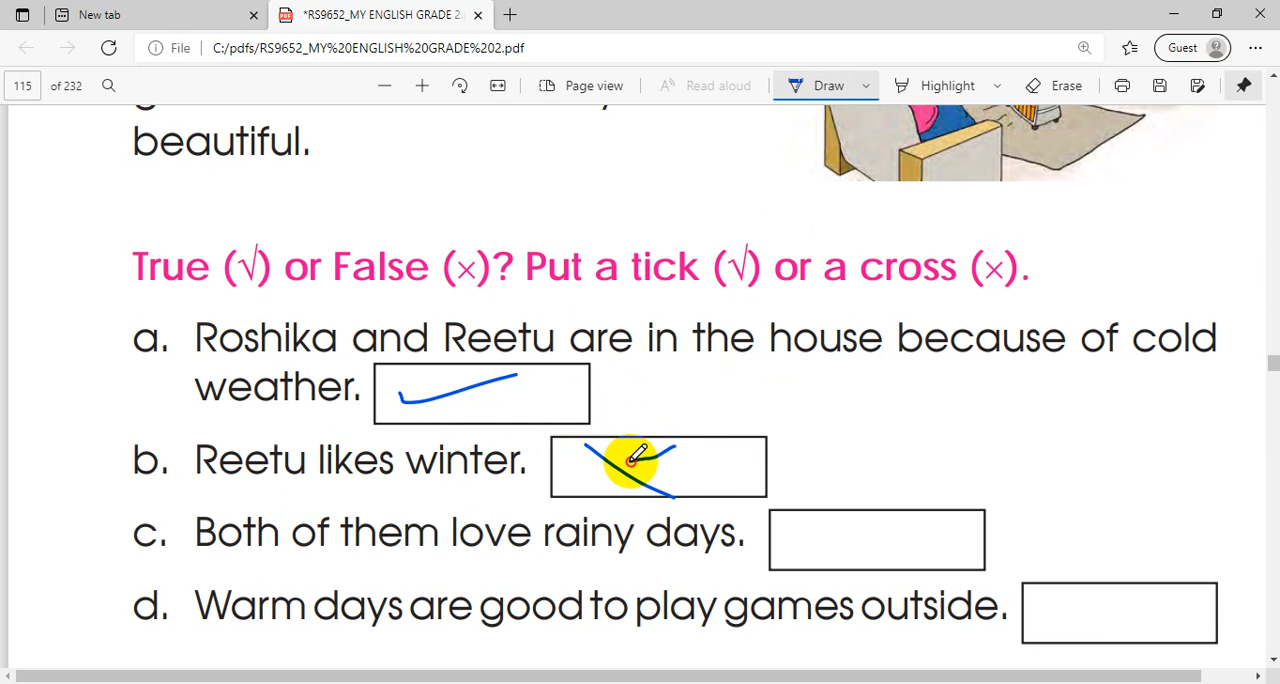 New tab
*RS9652_MY ENGLISH GRADE 2.
File C:/pdfs/RS9652_MY%20ENGLISH%20GRADE%202.pdf
Guest
115 of 232 Page view Read aloud Draw Highlight Erase
beautiful.
True (√) or False (×)? Put a tick (√) or a cross (×).
a. Roshika and Reetu are in the house because of cold
weather.
b. Reetu likes winter.
c. Both of them love rainy days.
d. Warm days are good to play games outside.